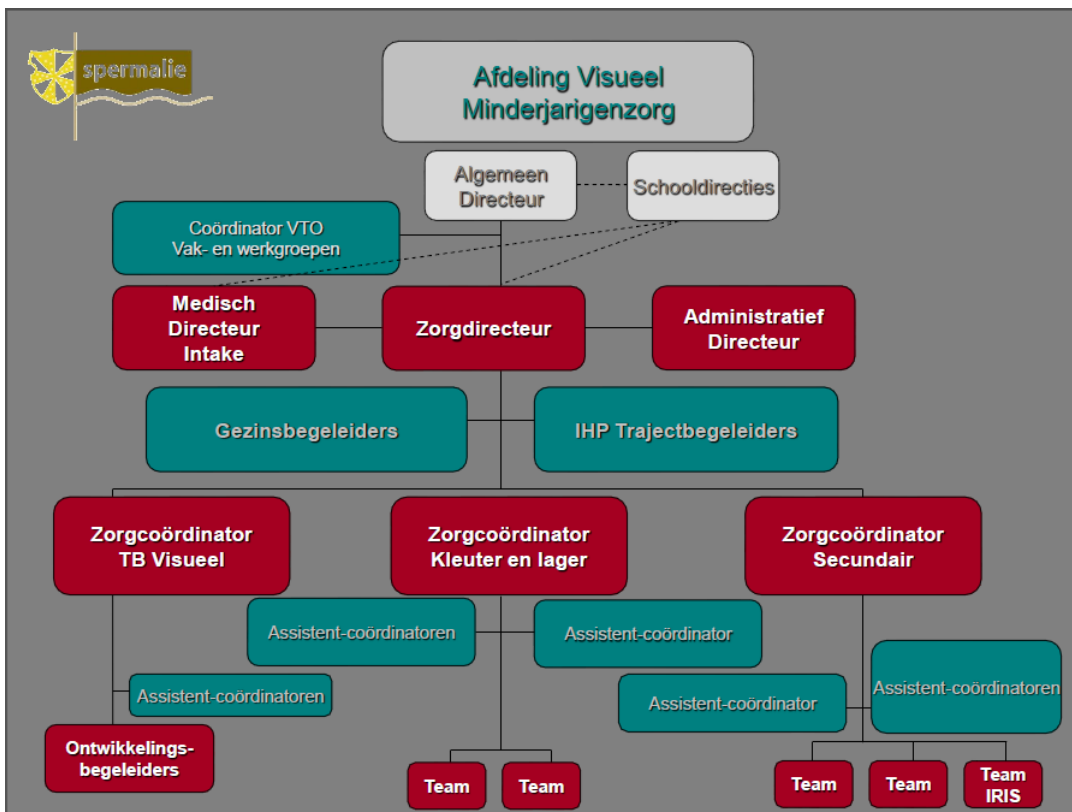 spermalie
Afdeling Visueel
Minderjarigenzorg
Algemeen
Directeur
Schooldirecties
Coördinator VTO
Vak- en werkgroepen
Medisch
Directeur
Intake
Zorgdirecteur
Administratief
Directeur
Gezinsbegeleiders
IHP Trajectbegeleiders
Zorgcoördinator
TB Visueel
Zorgcoördinator
Kleuter en lager
Zorgcoördinator
Secundair
Assistent-coördinatoren
Assistent-coördinator
Assistent-coördinatoren
Assistent-coördinator
Assistent-coördinatoren
Ontwikkelings-
begeleiders
Team
Team
Team
Team
Team
IRIS